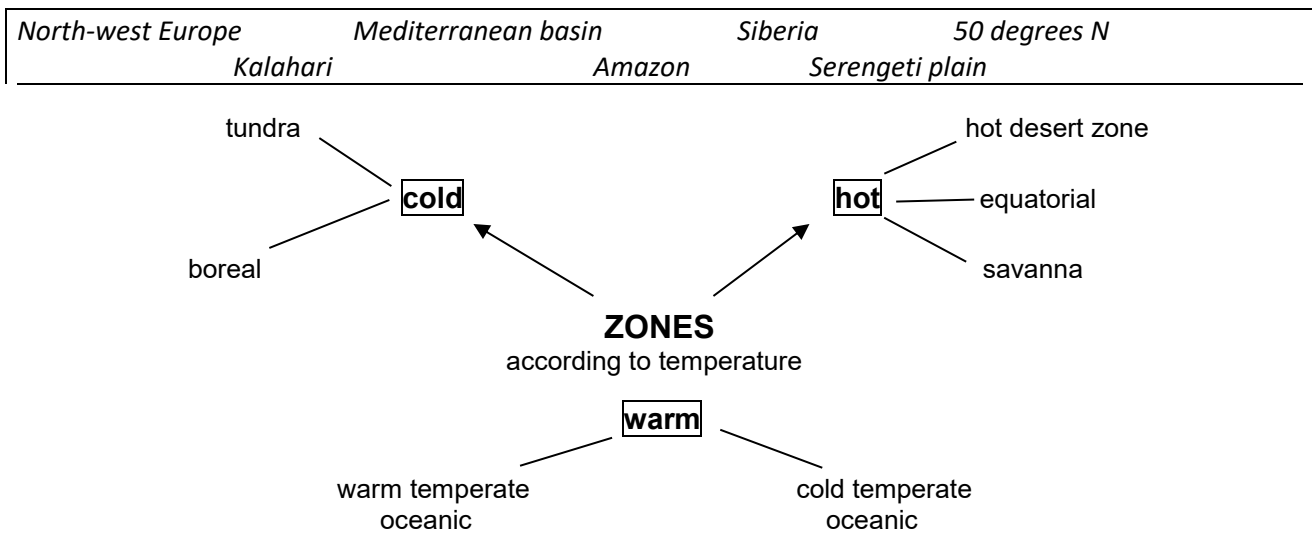 North-west Europe Mediterranean basin Siberia 50 degrees N
Kalahari Amazon Serengeti plain
tundra
hot desert zone
cold
hot
equatorial
boreal
savanna
ZONES
according to temperature
warm
warm temperate
oceanic
cold temperate
oceanic